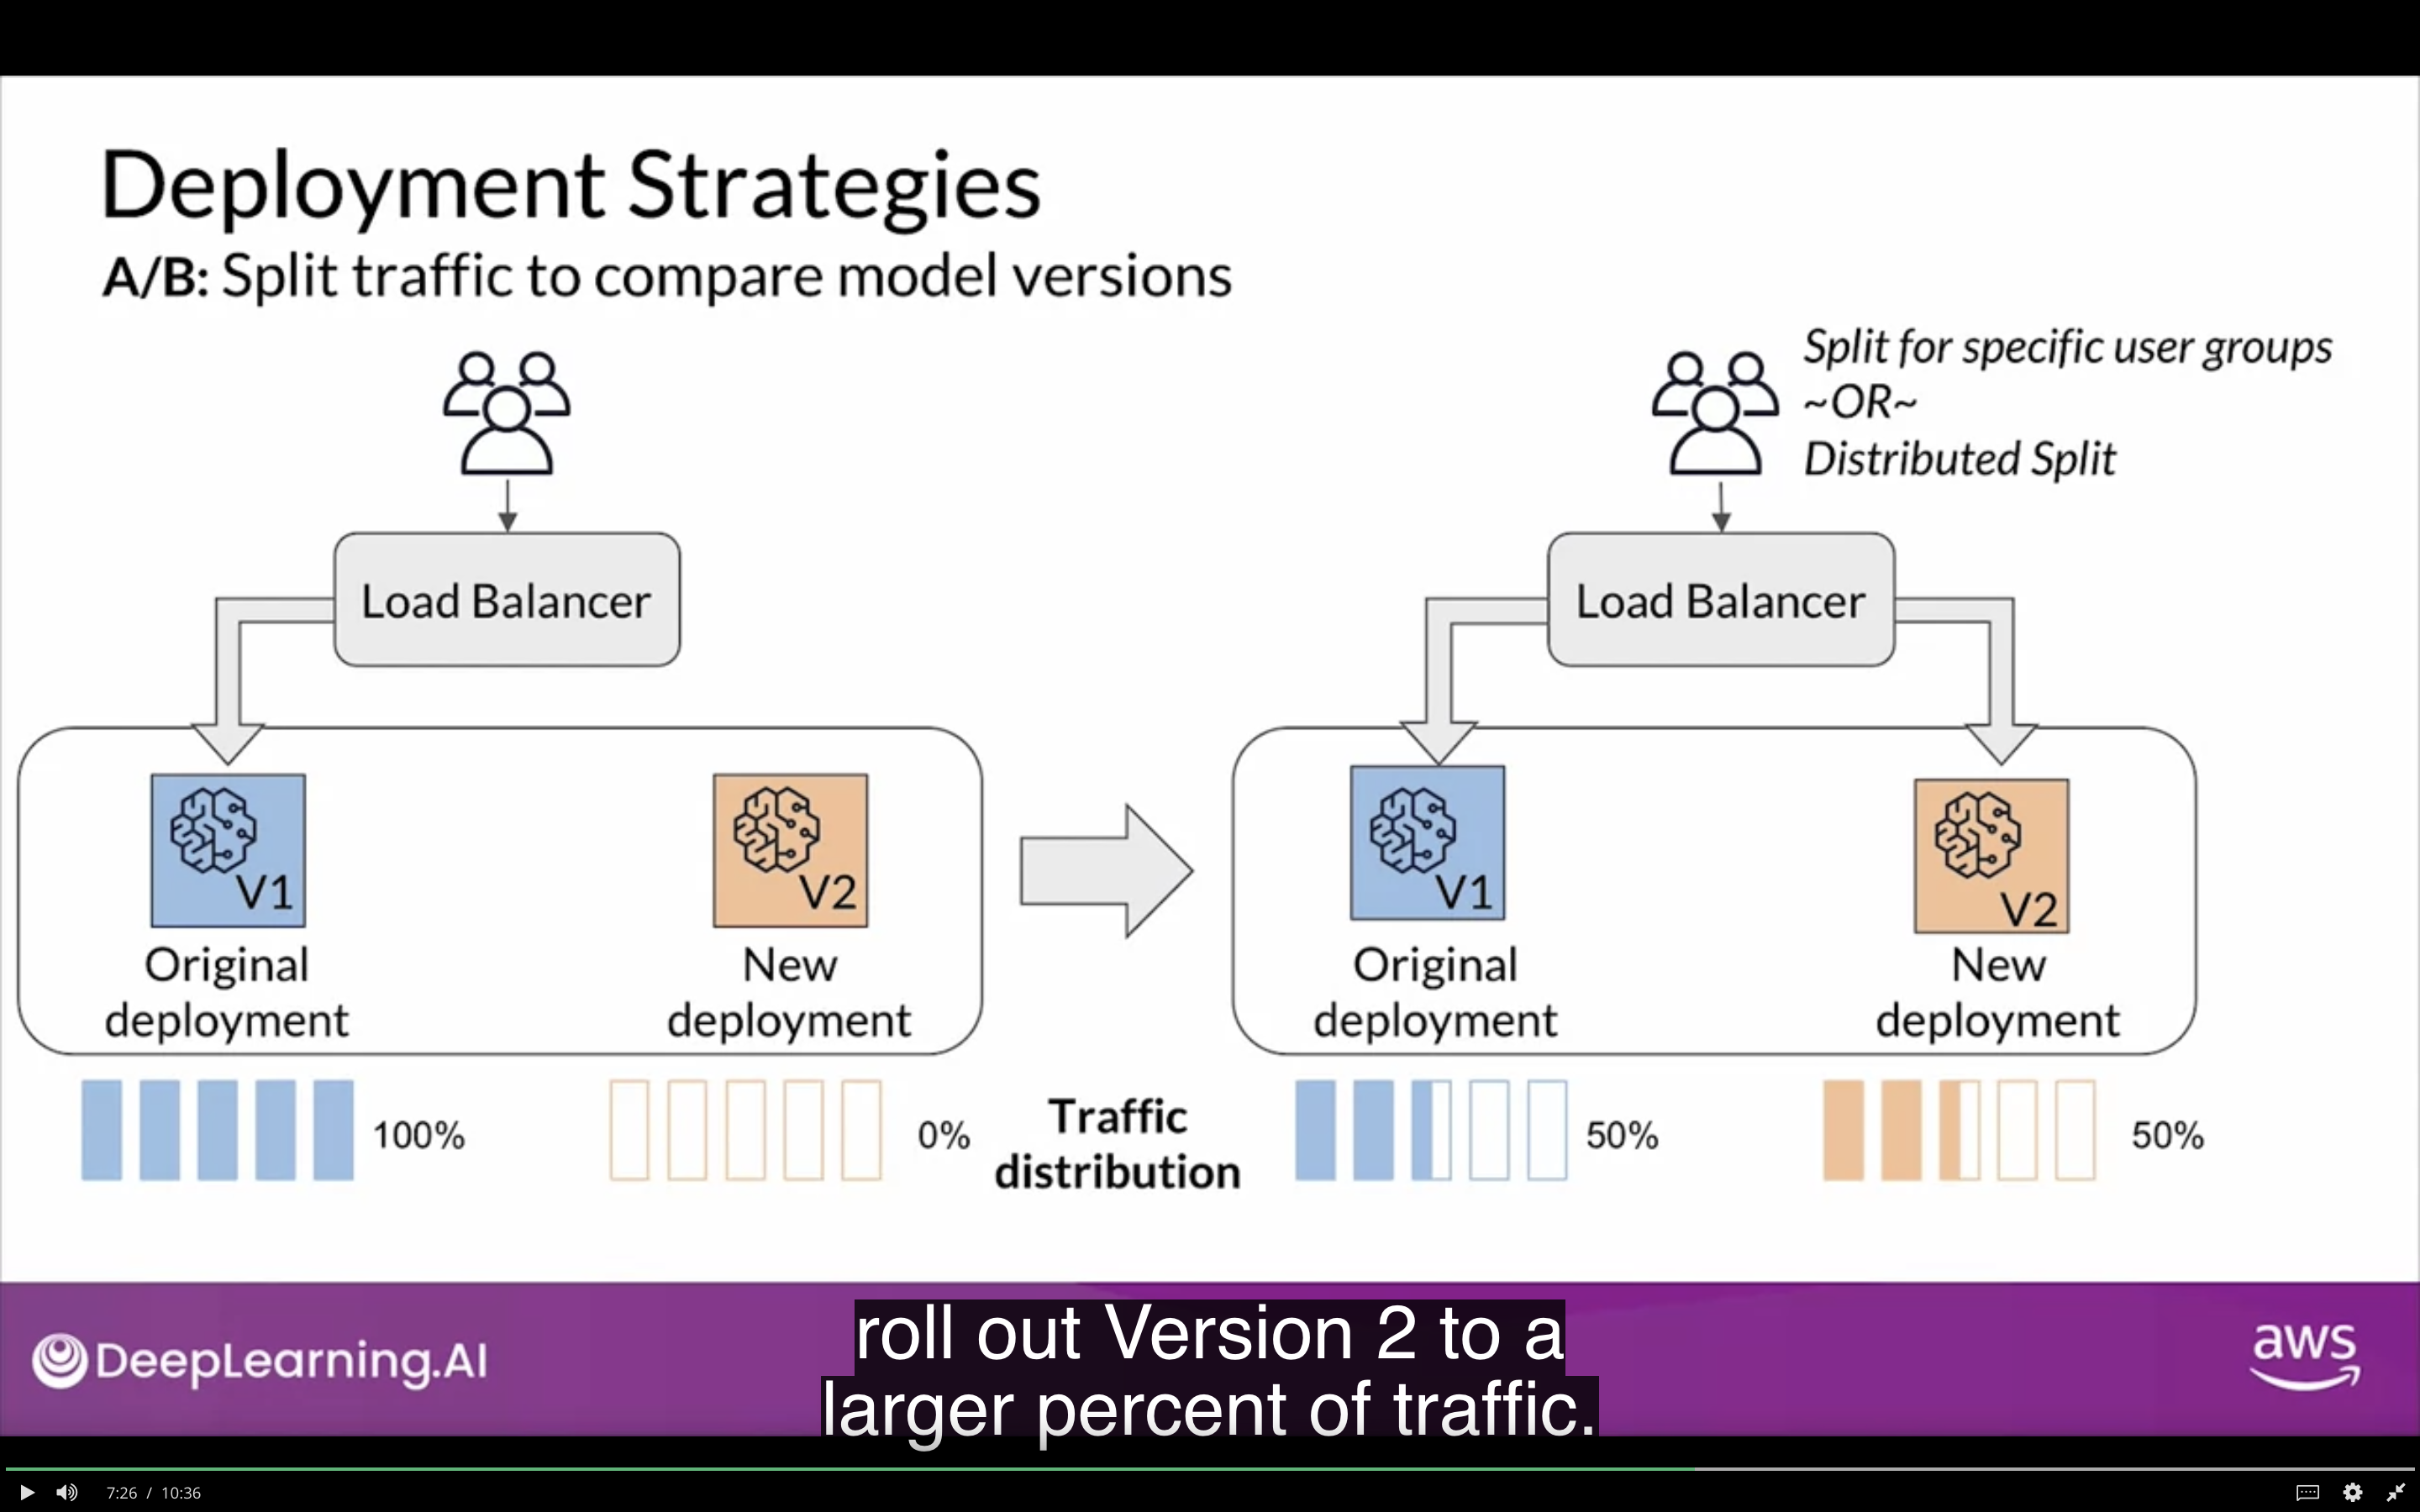 Deployment Strategies
A/B: Split traffic to compare model versions
Split for specific user groups
~OR~
Distributed Split
Load Balancer
Load Balancer
V1
Original
deployment
V2
New
deployment
V1
Original
deployment
V2
New
deployment
100%
0%
Traffic
distribution
50%
50%
DeepLearning.AI
roll out Version 2 to a
larger percent of traffic.
aws
7:26 / 10:36